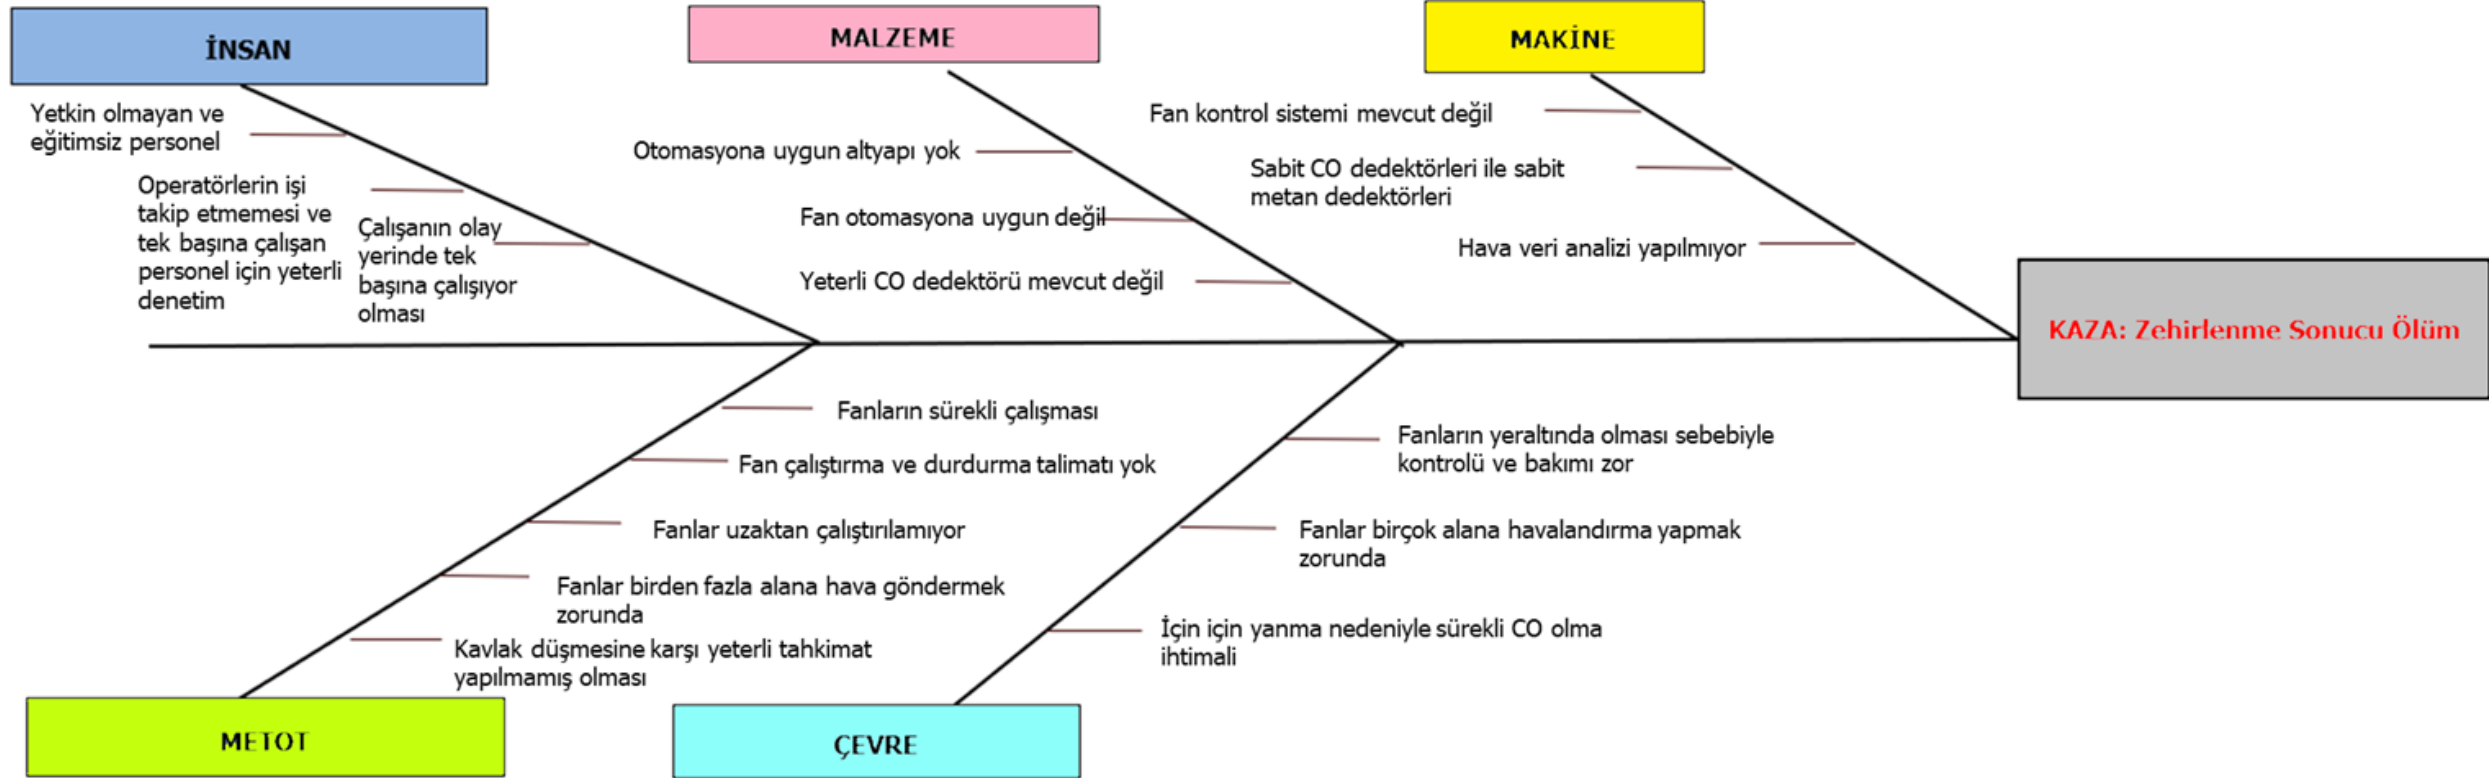 İNSAN
MALZEME
MAKİNE
Yetkin olmayan ve
eğitimsiz personel
Operatörlerin işi
takip etmemesi ve
tek başına çalışan
personel için yeterli
denetim
Çalışanın olay
yerinde tek
başına çalışıyor
olması
Otomasyona uygun altyapı yok
Fan otomasyona uygun değil
Yeterli CO dedektörü mevcut değil
Fan kontrol sistemi mevcut değil
Sabit CO dedektörleri ile sabit
metan dedektörleri
Hava veri analizi yapılmıyor
KAZA: Zehirlenme Sonucu Ölüm
Fanların sürekli çalışması
Fan çalıştırma ve durdurma talimatı yok
Fanlar uzaktan çalıştırılamıyor
Fanlar birden fazla alana hava göndermek
zorunda
Kavlak düşmesine karşı yeterli tahkimat
yapılmamış olması
Fanların yeraltında olması sebebiyle
kontrolü ve bakımı zor
Fanlar birçok alana havalandırma yapmak
zorunda
İçin için yanma nedeniyle sürekli CO olma
ihtimali
METOT
ÇEVRE